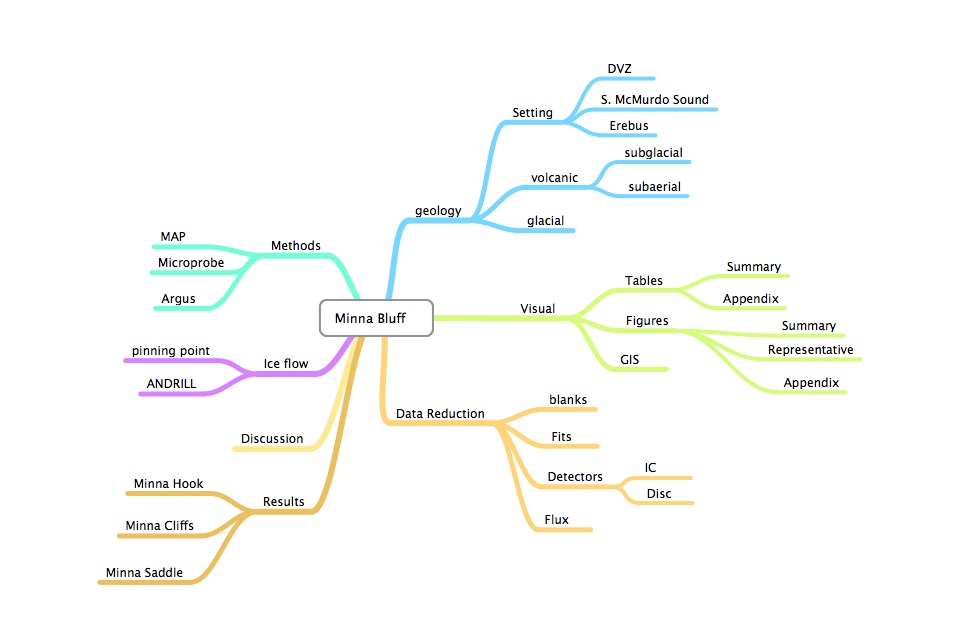 DVZ
S. McMurdo Sound
Setting
Erebus
subglacial
volcanic
subaerial
geology
glacial
MAP
Methods
Microprobe
Argus
Minna Bluff
Summary
Tables
Appendix
Visual
Figures
Summary
Representative
GIS
Appendix
pinning point
Ice flow
ANDRILL
blanks
Data Reduction
Fits
Discussion
IC
Detectors
Disc
Flux
Minna Hook
Results
Minna Cliffs
Minna Saddle